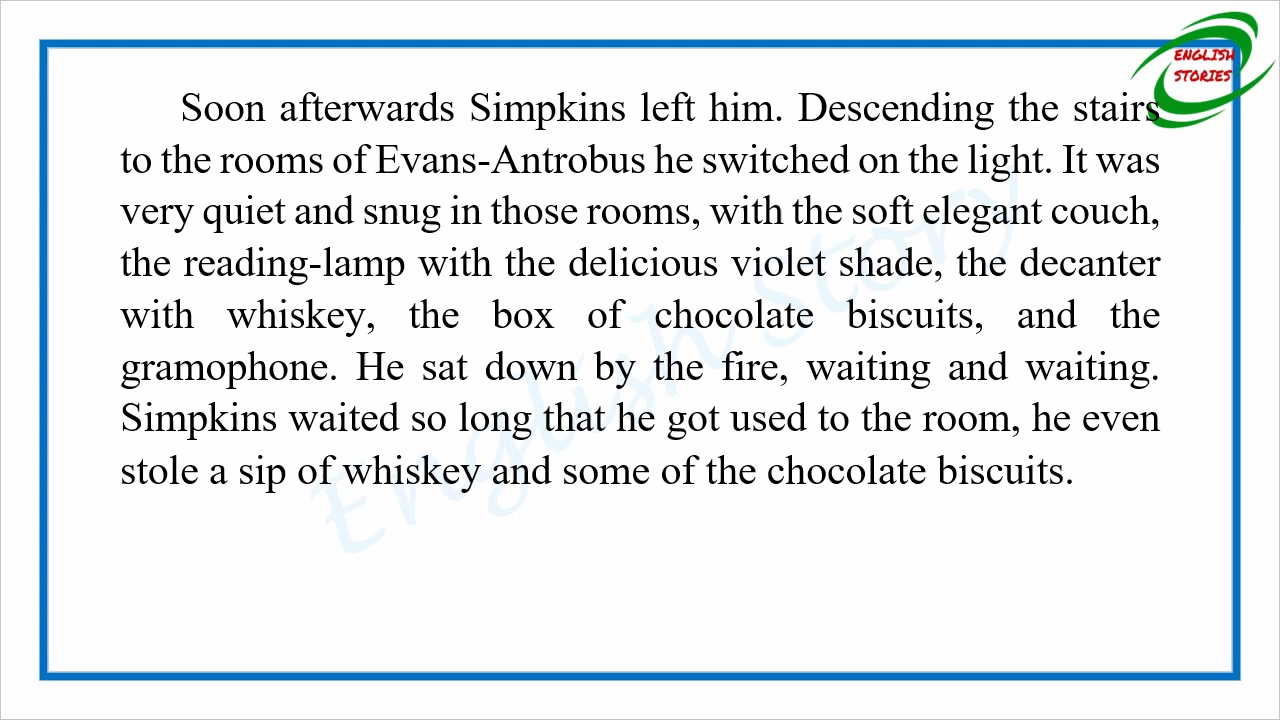 ENGLISH
STORIES
Soon afterwards Simpkins left him. Descending the stairs
to the rooms of Evans-Antrobus he switched on the light. It was
very quiet and snug in those rooms, with the soft elegant couch,
the reading-lamp with the delicious violet shade, the decanter
with whiskey, the box of chocolate biscuits, and the
gramophone. He sat down by the fire, waiting and waiting.
Simpkins waited so long that he got used to the room, he even
stole a sip of whiskey and some of the chocolate biscuits.
English Story